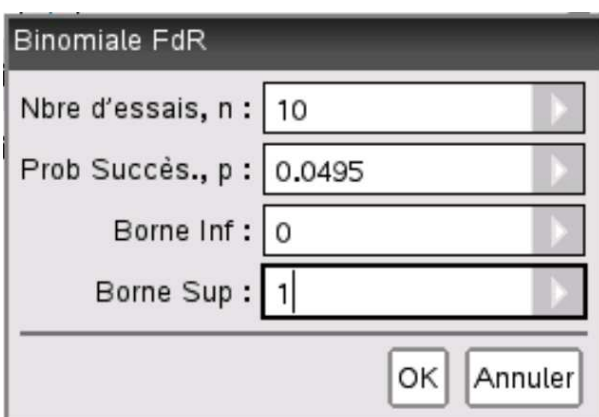 Binomiale FdR
Nbre d'essais, n : 10
Prob Succès., p : 0.0495
Borne Inf : 0
Borne Sup : 1
OK Annuler